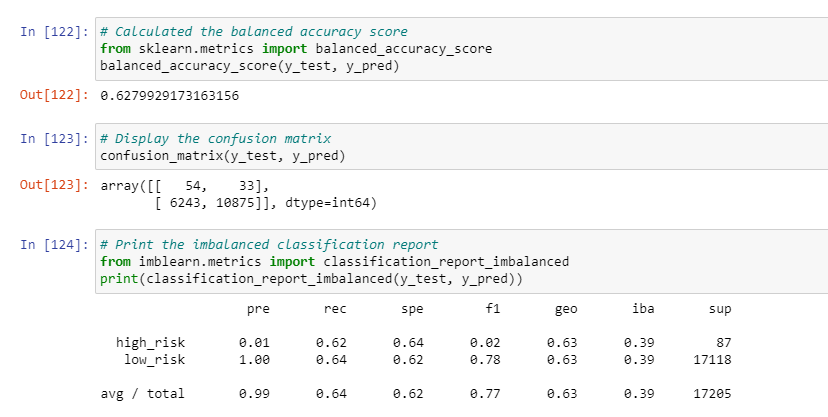 In [122]: # Calculated the balanced accuracy score
from sklearn.metrics import balanced_accuracy_score
balanced_accuracy_score(y_test, y_pred)
Out[122]: 0.6279929173163156
In [123]: # Display the confusion matrix
confusion_matrix(y_test, y_pred)
Out[123]: array([[   54,    33],
       [ 6243, 10875]], dtype=int64)
In [124]: # Print the imbalanced classification report
from imblearn.metrics import classification_report_imbalanced
print(classification_report_imbalanced(y_test, y_pred))
pre rec spe f1 geo iba sup
high_risk 0.01 0.62 0.64 0.02 0.63 0.39 87
low_risk 1.00 0.64 0.62 0.78 0.63 0.39 17118
avg / total 0.99 0.64 0.62 0.77 0.63 0.39 17205